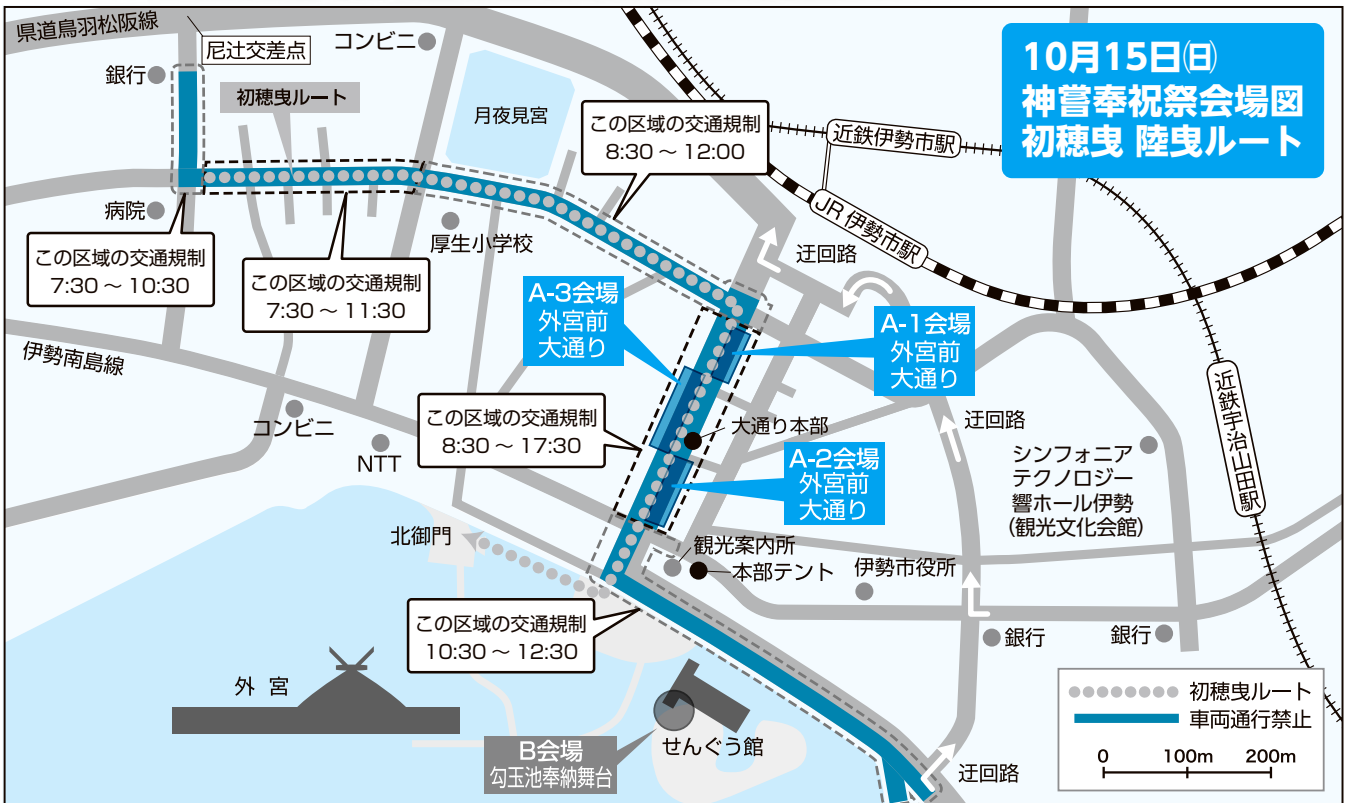 県道鳥羽松阪線
尼辻交差点
コンビニ
銀行
初穂曳ルート
月夜見宮
この区域の交通規制
8:30 ~ 12:00
10月15日㈰
神嘗奉祝祭会場図
初穂曳 陸曳ルート
近鉄伊勢市駅
JR 伊勢市駅
病院
この区域の交通規制
7:30 ~ 10:30
この区域の交通規制
7:30 ~ 11:30
厚生小学校
迂回路
A-3会場
外宮前
大通り
A-1会場
外宮前
大通り
伊勢南島線
コンビニ
NTT
この区域の交通規制
8:30 ~ 17:30
大通り本部
A-2会場
外宮前
大通り
迂回路
シンフォニア
テクノロジー
響ホール伊勢
(観光文化会館)
近鉄宇治山田駅
北御門
観光案内所
本部テント
伊勢市役所
この区域の交通規制
10:30 ~ 12:30
銀行
銀行
外 宮
B会場
勾玉池奉納舞台
せんぐう館
迂回路
初穂曳ルート
車両通行禁止
0 100m 200m